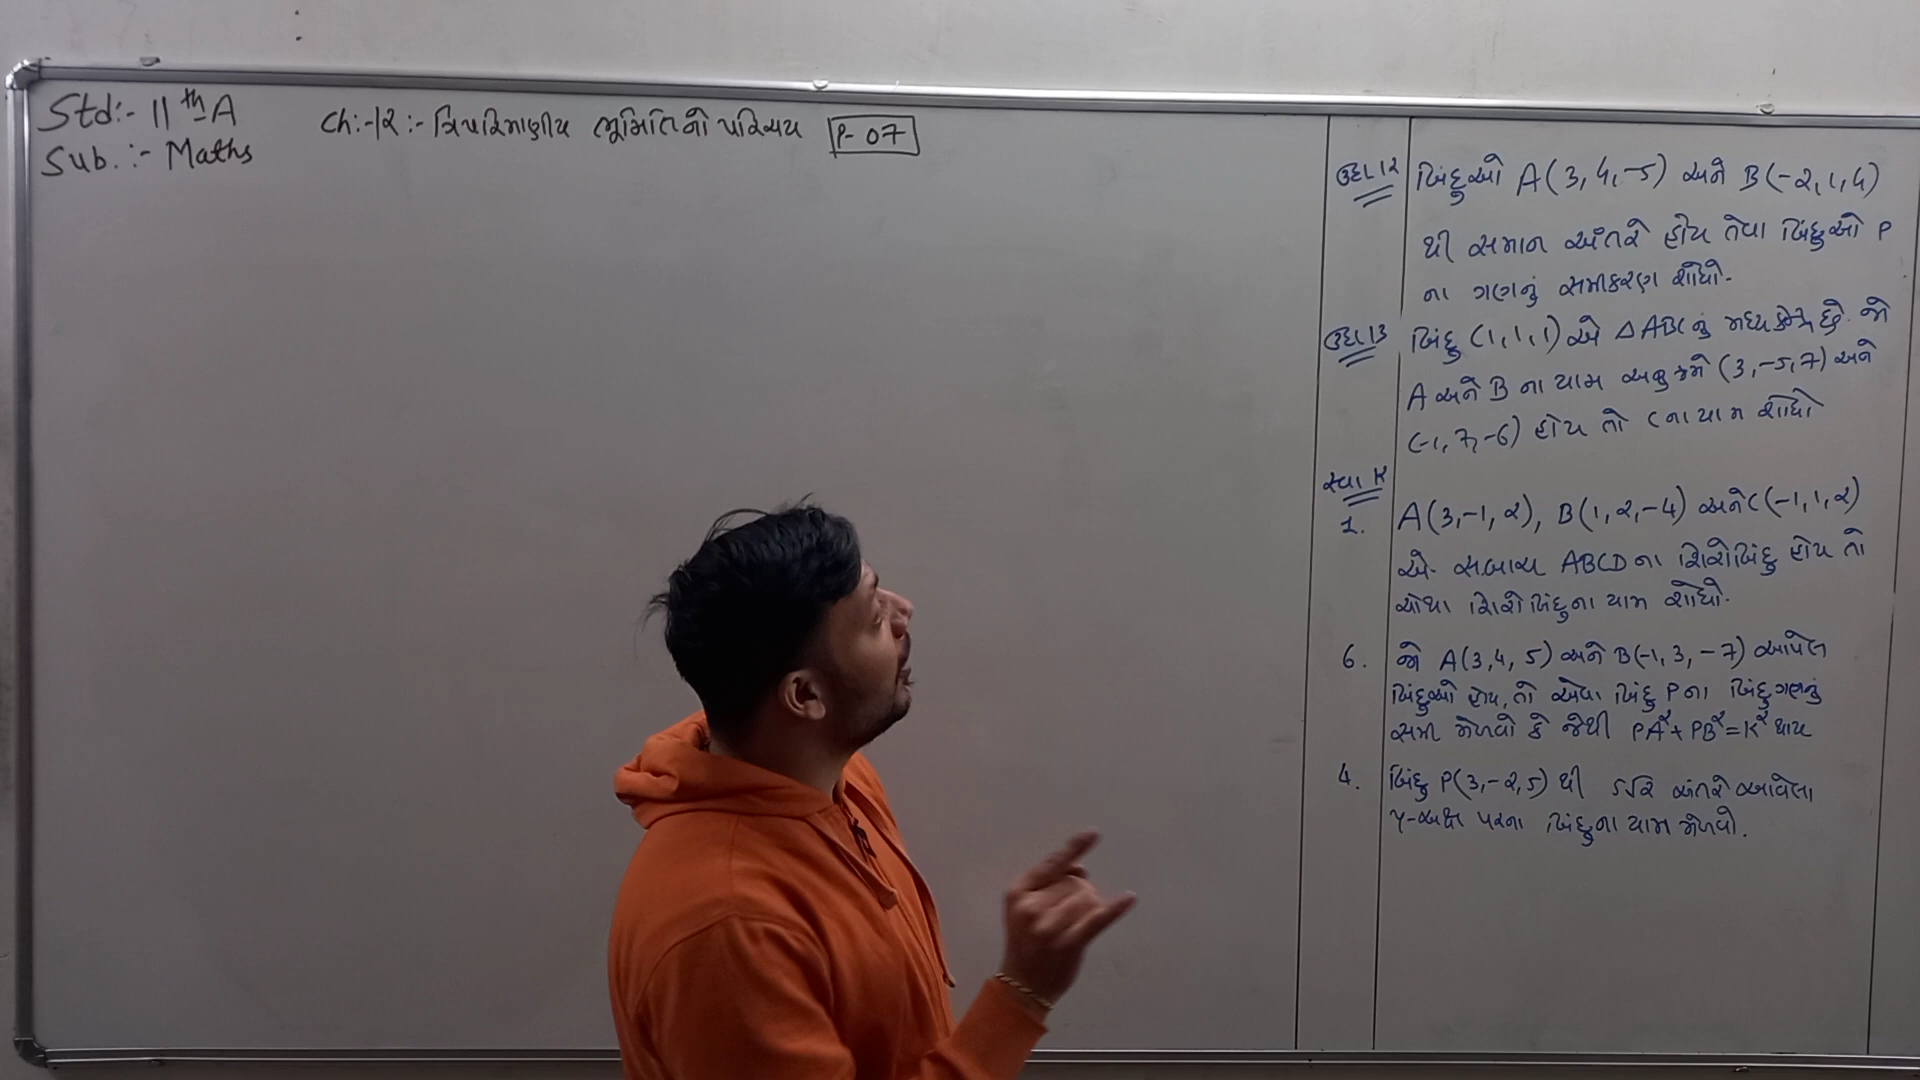 Std:- 11th A
Sub. :- Maths
Ch:-12 :- ત્રિપરિમાણીય ભૂમિતિનો પરિચય P-07
ઉદા 12 બિંદુઓ A(3,4,-5) અને B(-2,1,4)
થી સમાન અંતરે હોય તેવા બિંદુઓ P
ના ગણનું સમીકરણ શોધો.
ઉદા 13 બિંદુ (1,1,1) એ △ABC નું મધ્યકેન્દ્ર છે. જો
A અને B ના યામ અનુક્રમે (3,-5,7) અને
(-1,7,-6) હોય તો C ના યામ શોધો
સ્વા K
1. A(3,-1,2), B(1,2,-4) અને C(-1,1,2)
એ સ.બા.ચ ABCD ના શિરોબિંદુ હોય તો
ચોથા શિરોબિંદુના યામ શોધો.
6. જો A(3,4,5) અને B(-1,3,-7) આપેલ
બિંદુઓ હોય, તો એવા બિંદુ P ના બિંદુગણનું
સમી મેળવો કે જેથી PA²+PB²=K² થાય
4. બિંદુ P(3,-2,5) થી 5√2 અંતરે આવેલા
y-અક્ષ પરના બિંદુના યામ મેળવો.